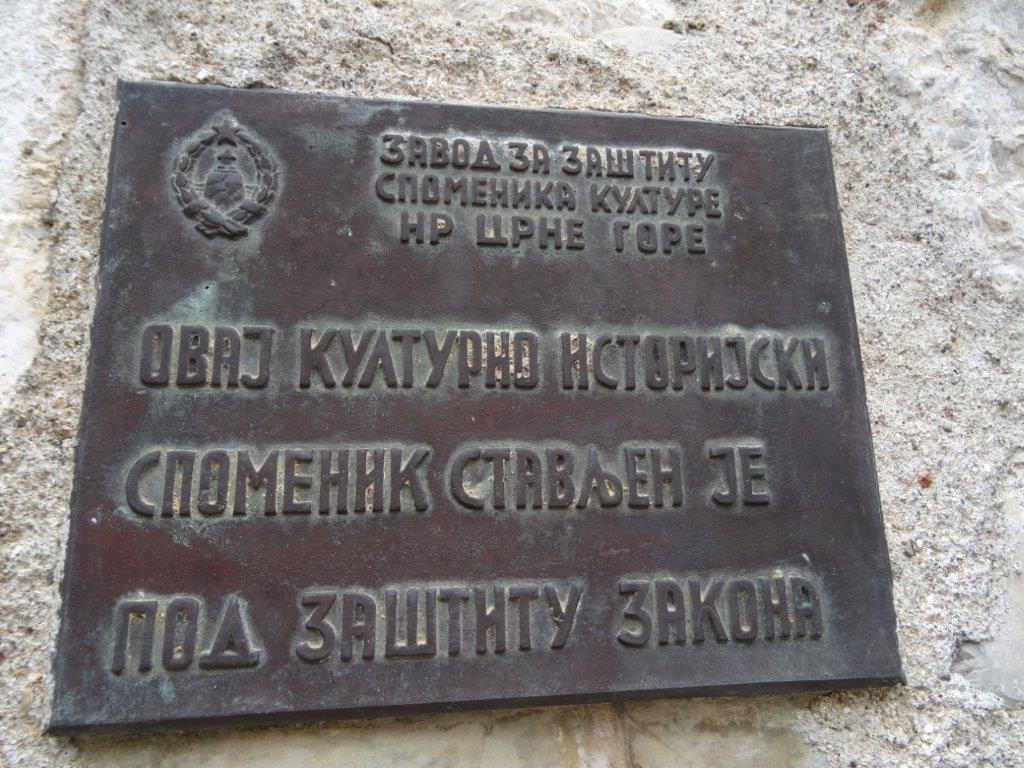 ЗАВОД ЗА ЗАШТИТУ
СПОМЕНИКА КУЛТУРЕ
НР ЦРНЕ ГОРЕ
ОВАЈ КУЛТУРНО ИСТОРИЈСКИ
СПОМЕНИК СТАВЉЕН ЈЕ
ПОД ЗАШТИТУ ЗАКОНА